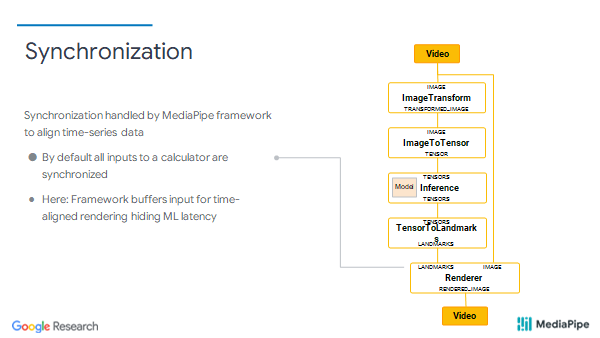 Synchronization
Synchronization handled by MediaPipe framework
to align time-series data
By default all inputs to a calculator are
synchronized
Here: Framework buffers input for time-
aligned rendering hiding ML latency
Video
IMAGE
ImageTransform
TRANSFORMED_IMAGE
IMAGE
ImageToTensor
TENSOR
TENSORS
Model
Inference
TENSORS
TENSORS
TensorToLandmark
s
LANDMARKS
LANDMARKS IMAGE
Renderer
RENDERED_IMAGE
Video
Google Research
MediaPipe